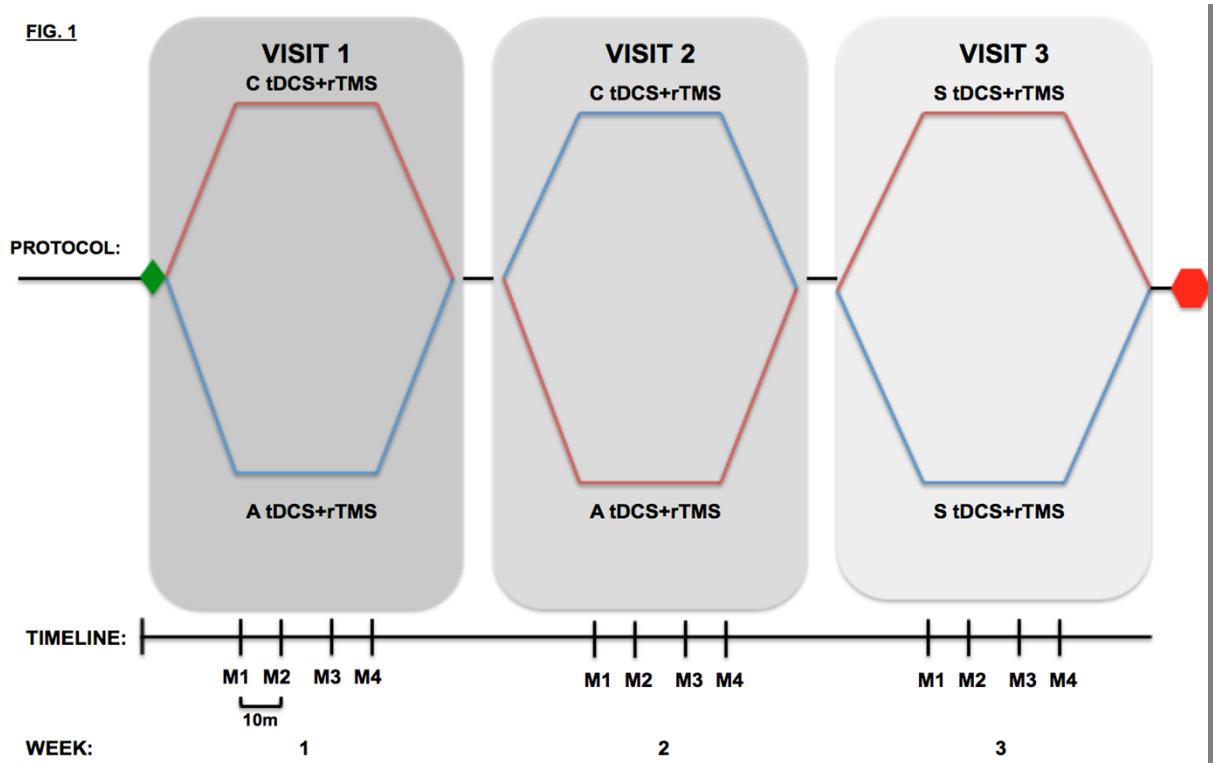 FIG. 1
VISIT 1
C tDCS+rTMS
VISIT 2
C tDCS+rTMS
VISIT 3
S tDCS+rTMS
PROTOCOL:
A tDCS+rTMS
A tDCS+rTMS
S tDCS+rTMS
TIMELINE:
M1 M2 M3 M4
M1 M2 M3 M4
M1 M2 M3 M4
10m
WEEK: 1 2 3